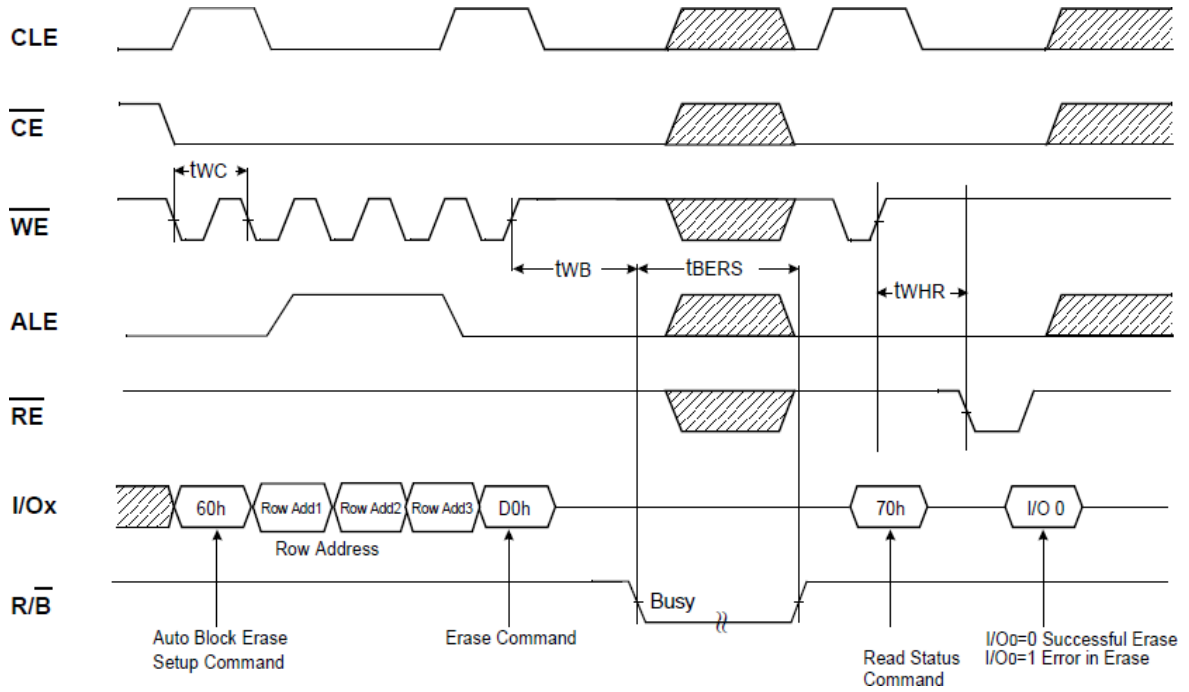 CLE
CE
tWC
WE
tWB
tBERS
tWHR
ALE
RE
I/Ox
60h
Row Add1
Row Add2
Row Add3
D0h
70h
I/O 0
Row Address
R/B
Busy
Auto Block Erase
Setup Command
Erase Command
Read Status
Command
I/O0=0 Successful Erase
I/O0=1 Error in Erase